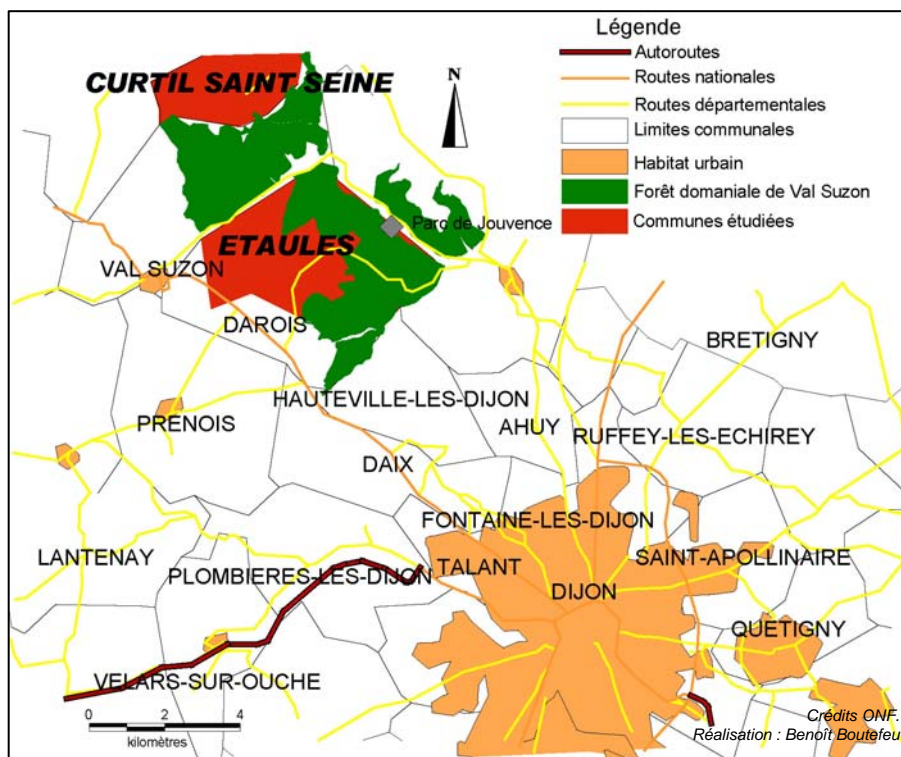 Légende
Autoroutes
Routes nationales
Routes départementales
Limites communales
Habitat urbain
Forêt domaniale de Val Suzon
Communes étudiées
CURTIL SAINT SEINE
N
Parc de Jouvence
ETAULES
VAL SUZON
DAROIS
BRETIGNY
HAUTEVILLE-LES-DIJON
PRENOIS
AHUY
RUFFEY-LES-ECHIREY
DAIX
FONTAINE-LES-DIJON
LANTENAY
SAINT-APOLLINAIRE
PLOMBIERES-LES-DIJON
TALANT
DIJON
QUETIGNY
VELARS-SUR-OUCHE
0 2 4
kilomètres
Crédits ONF.
Réalisation : Benoît Boutefeu